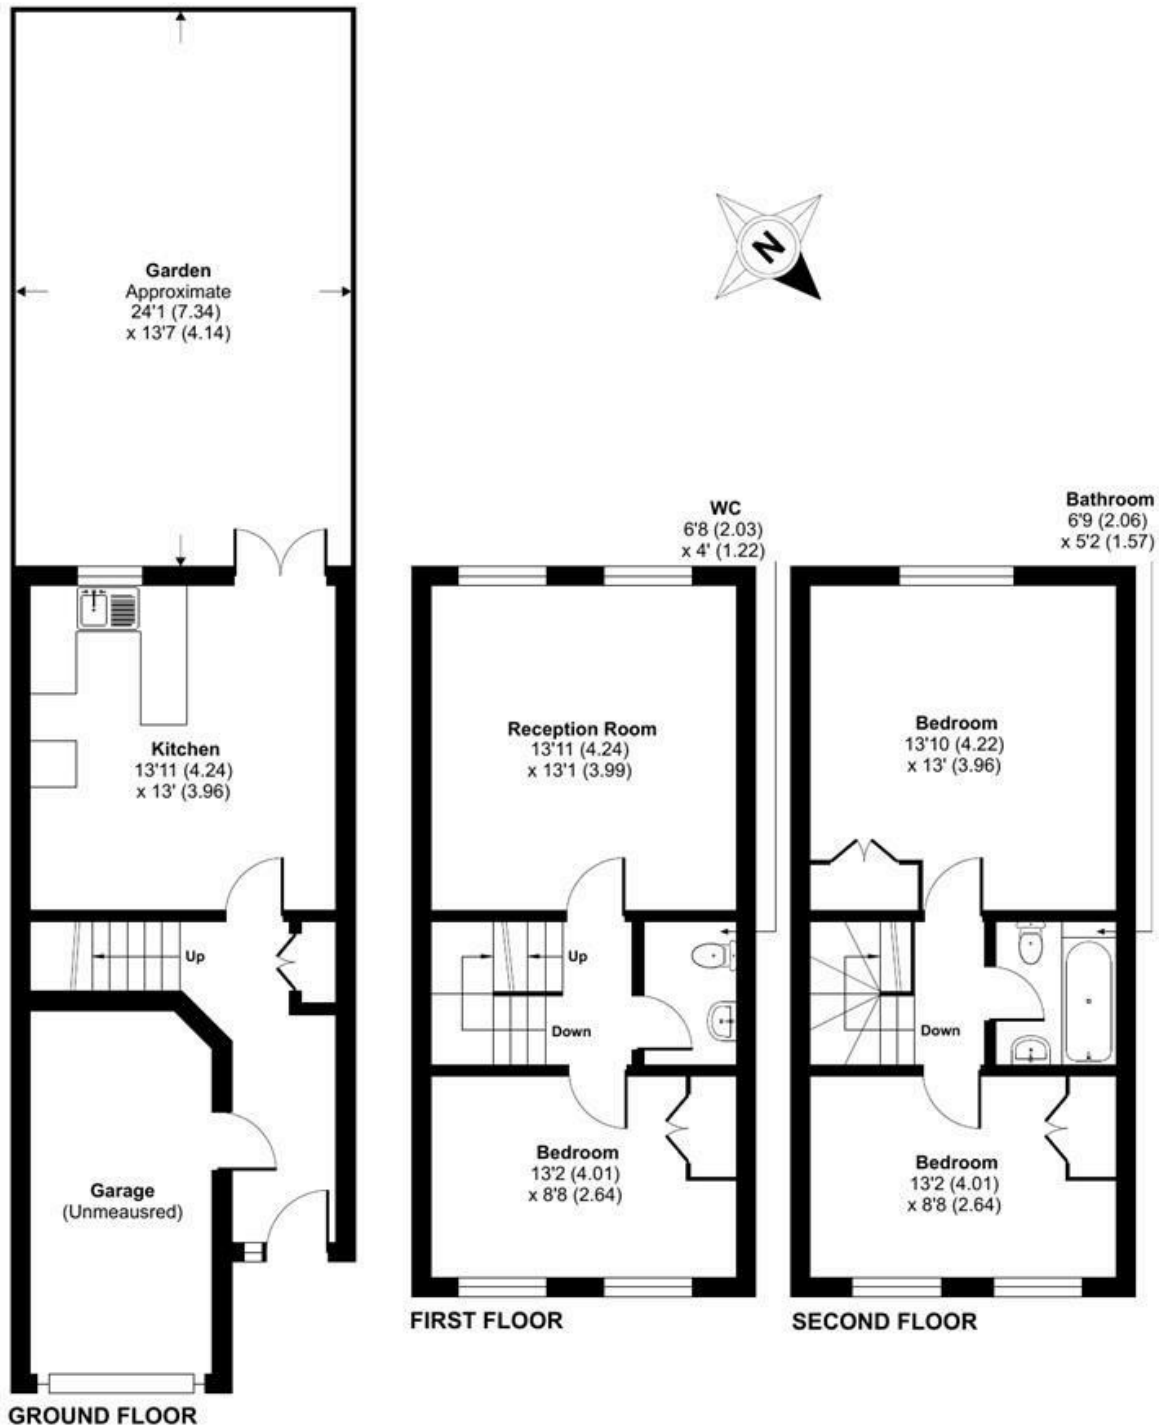 Garden
Approximate
24'1 (7.34)
x 13'7 (4.14)
N
Kitchen
13'11 (4.24)
x 13' (3.96)
Up
Garage
(Unmeausred)
GROUND FLOOR
WC
6'8 (2.03)
x 4' (1.22)
Reception Room
13'11 (4.24)
x 13'1 (3.99)
Up
Down
Bedroom
13'2 (4.01)
x 8'8 (2.64)
FIRST FLOOR
Bathroom
6'9 (2.06)
x 5'2 (1.57)
Bedroom
13'10 (4.22)
x 13' (3.96)
Down
Bedroom
13'2 (4.01)
x 8'8 (2.64)
SECOND FLOOR